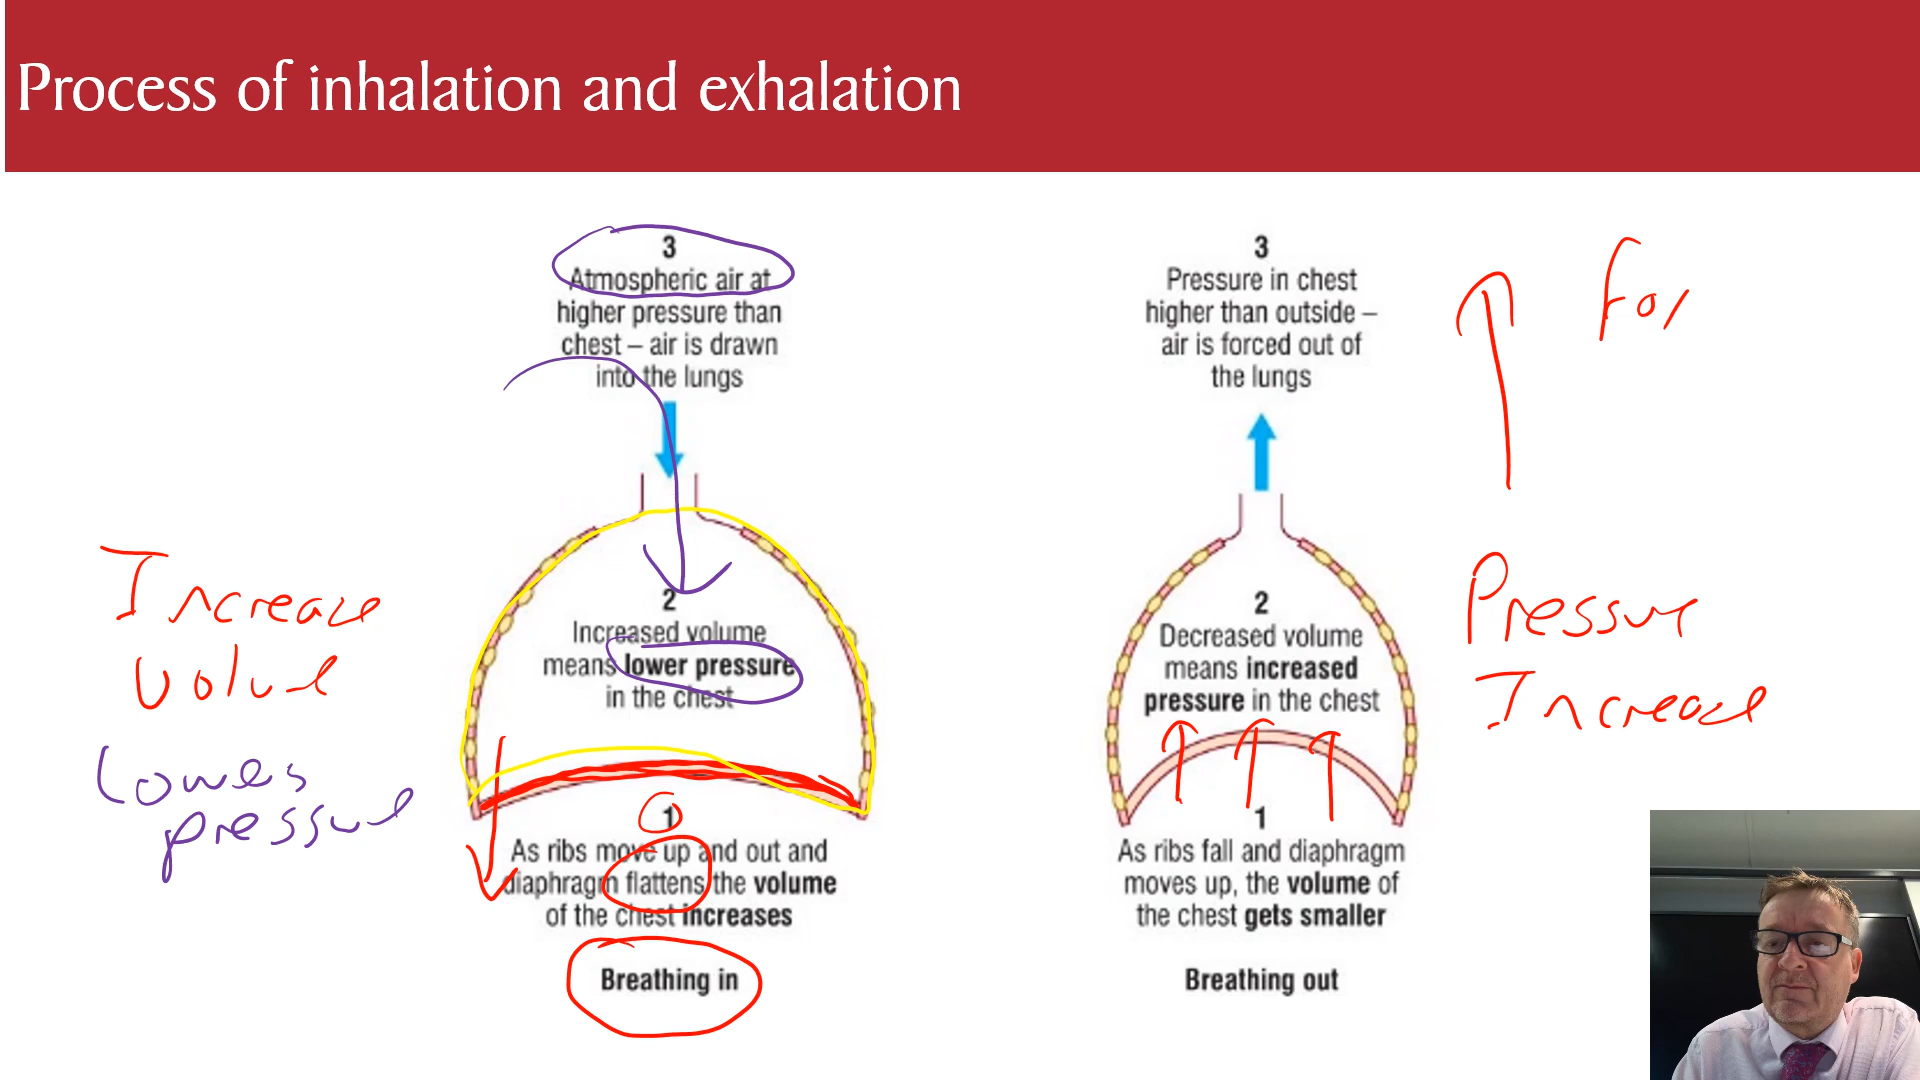 Process of inhalation and exhalation
3
Atmospheric air at
higher pressure than
chest – air is drawn
into the lungs
2
Increased volume
means lower pressure
in the chest
1
As ribs move up and out and
diaphragm flattens the volume
of the chest increases
Breathing in
Increase
Volume
Lowers
pressure
3
Pressure in chest
higher than outside –
air is forced out of
the lungs
2
Decreased volume
means increased
pressure in the chest
1
As ribs fall and diaphragm
moves up, the volume of
the chest gets smaller
Breathing out
Pressure
Increase